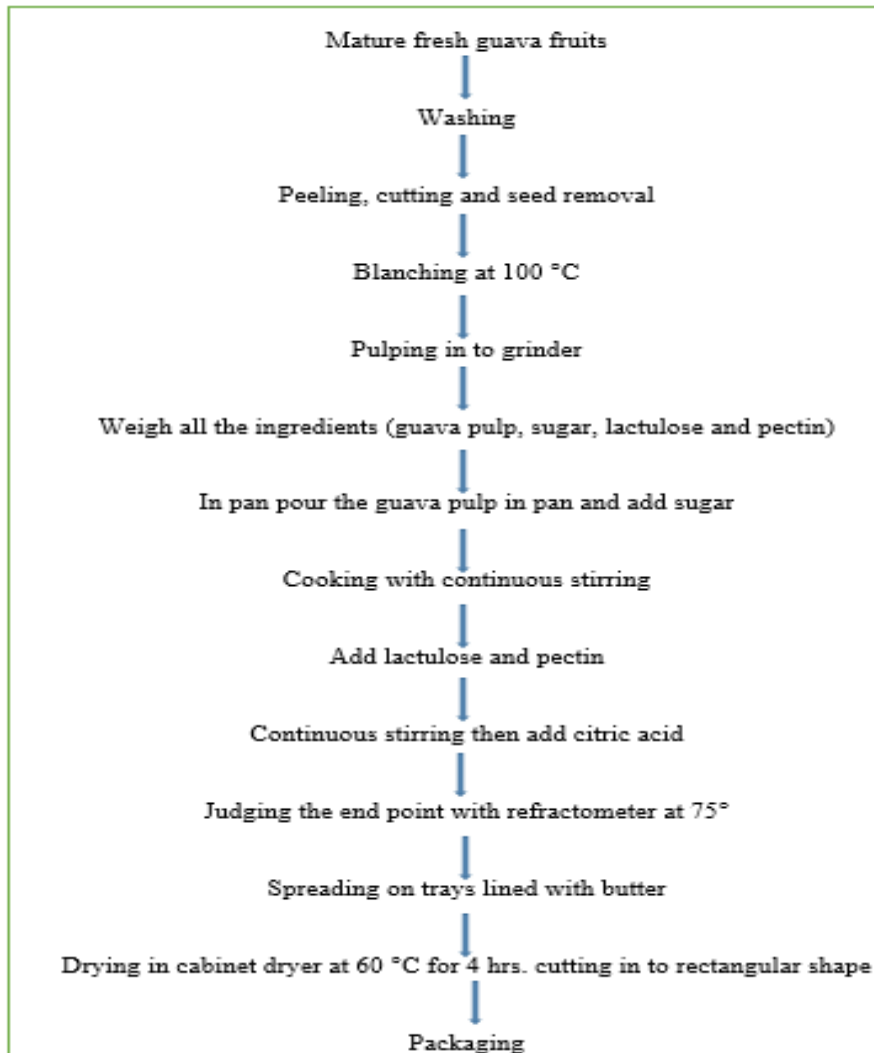 Mature fresh guava fruits
Washing
Peeling, cutting and seed removal
Blanching at 100 °C
Pulping in to grinder
Weigh all the ingredients (guava pulp, sugar, lactulose and pectin)
In pan pour the guava pulp in pan and add sugar
Cooking with continuous stirring
Add lactulose and pectin
Continuous stirring then add citric acid
Judging the end point with refractometer at 75°
Spreading on trays lined with butter
Drying in cabinet dryer at 60 °C for 4 hrs. cutting in to rectangular shape
Packaging